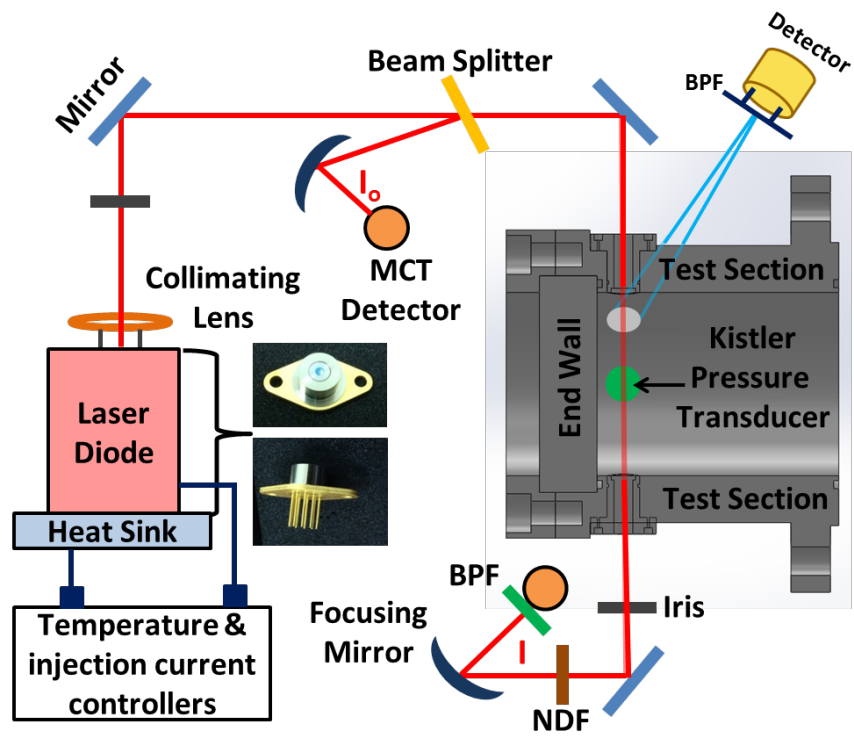 Detector
BPF
Beam Splitter
Mirror
Iₒ
MCT
Detector
Collimating
Lens
Test Section
Kistler
Pressure
Transducer
End Wall
Laser
Diode
Heat Sink
Test Section
BPF
Focusing
Mirror
Iris
I
NDF
Temperature &
injection current
controllers